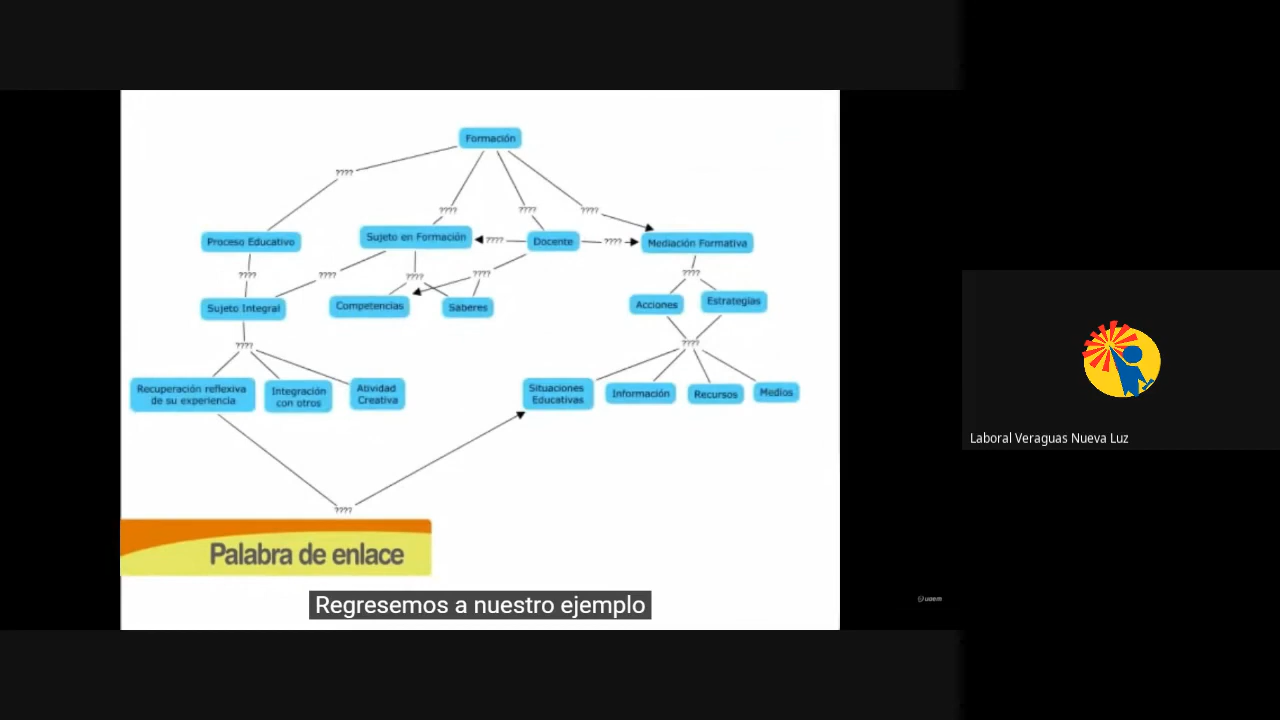 Formación
????
???? ???? ????
Proceso Educativo
Sujeto en Formación
????
Docente
????
Mediación Formativa
???? ???? ???? ???? ????
Sujeto Integral
Competencias
Saberes
Acciones
Estrategias
????
????
Recuperación reflexiva
de su experiencia
Integración
con otros
Atividad
Creativa
Situaciones
Educativas
Información
Recursos
Medios
????
Palabra de enlace
Regresemos a nuestro ejemplo
uaem
Laboral Veraguas Nueva Luz